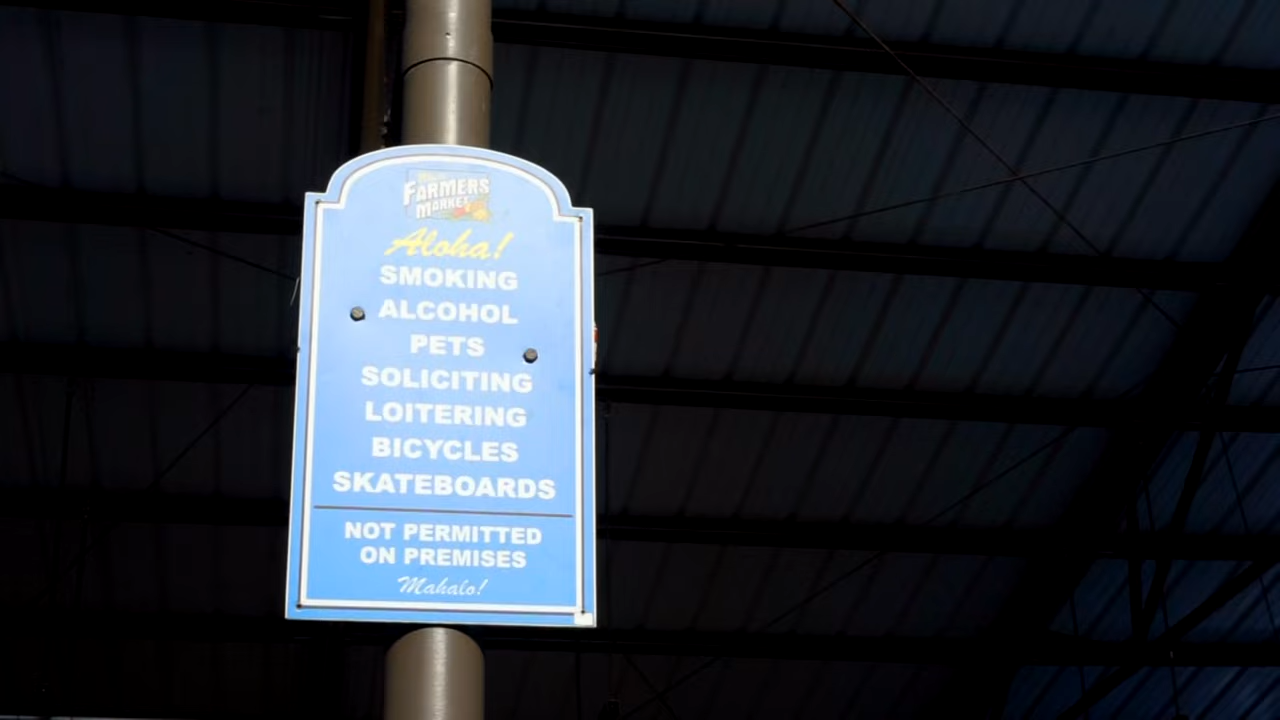 FARMERS
MARKET
Aloha!
SMOKING
ALCOHOL
PETS
SOLICITING
LOITERING
BICYCLES
SKATEBOARDS
NOT PERMITTED
ON PREMISES
Mahalo!